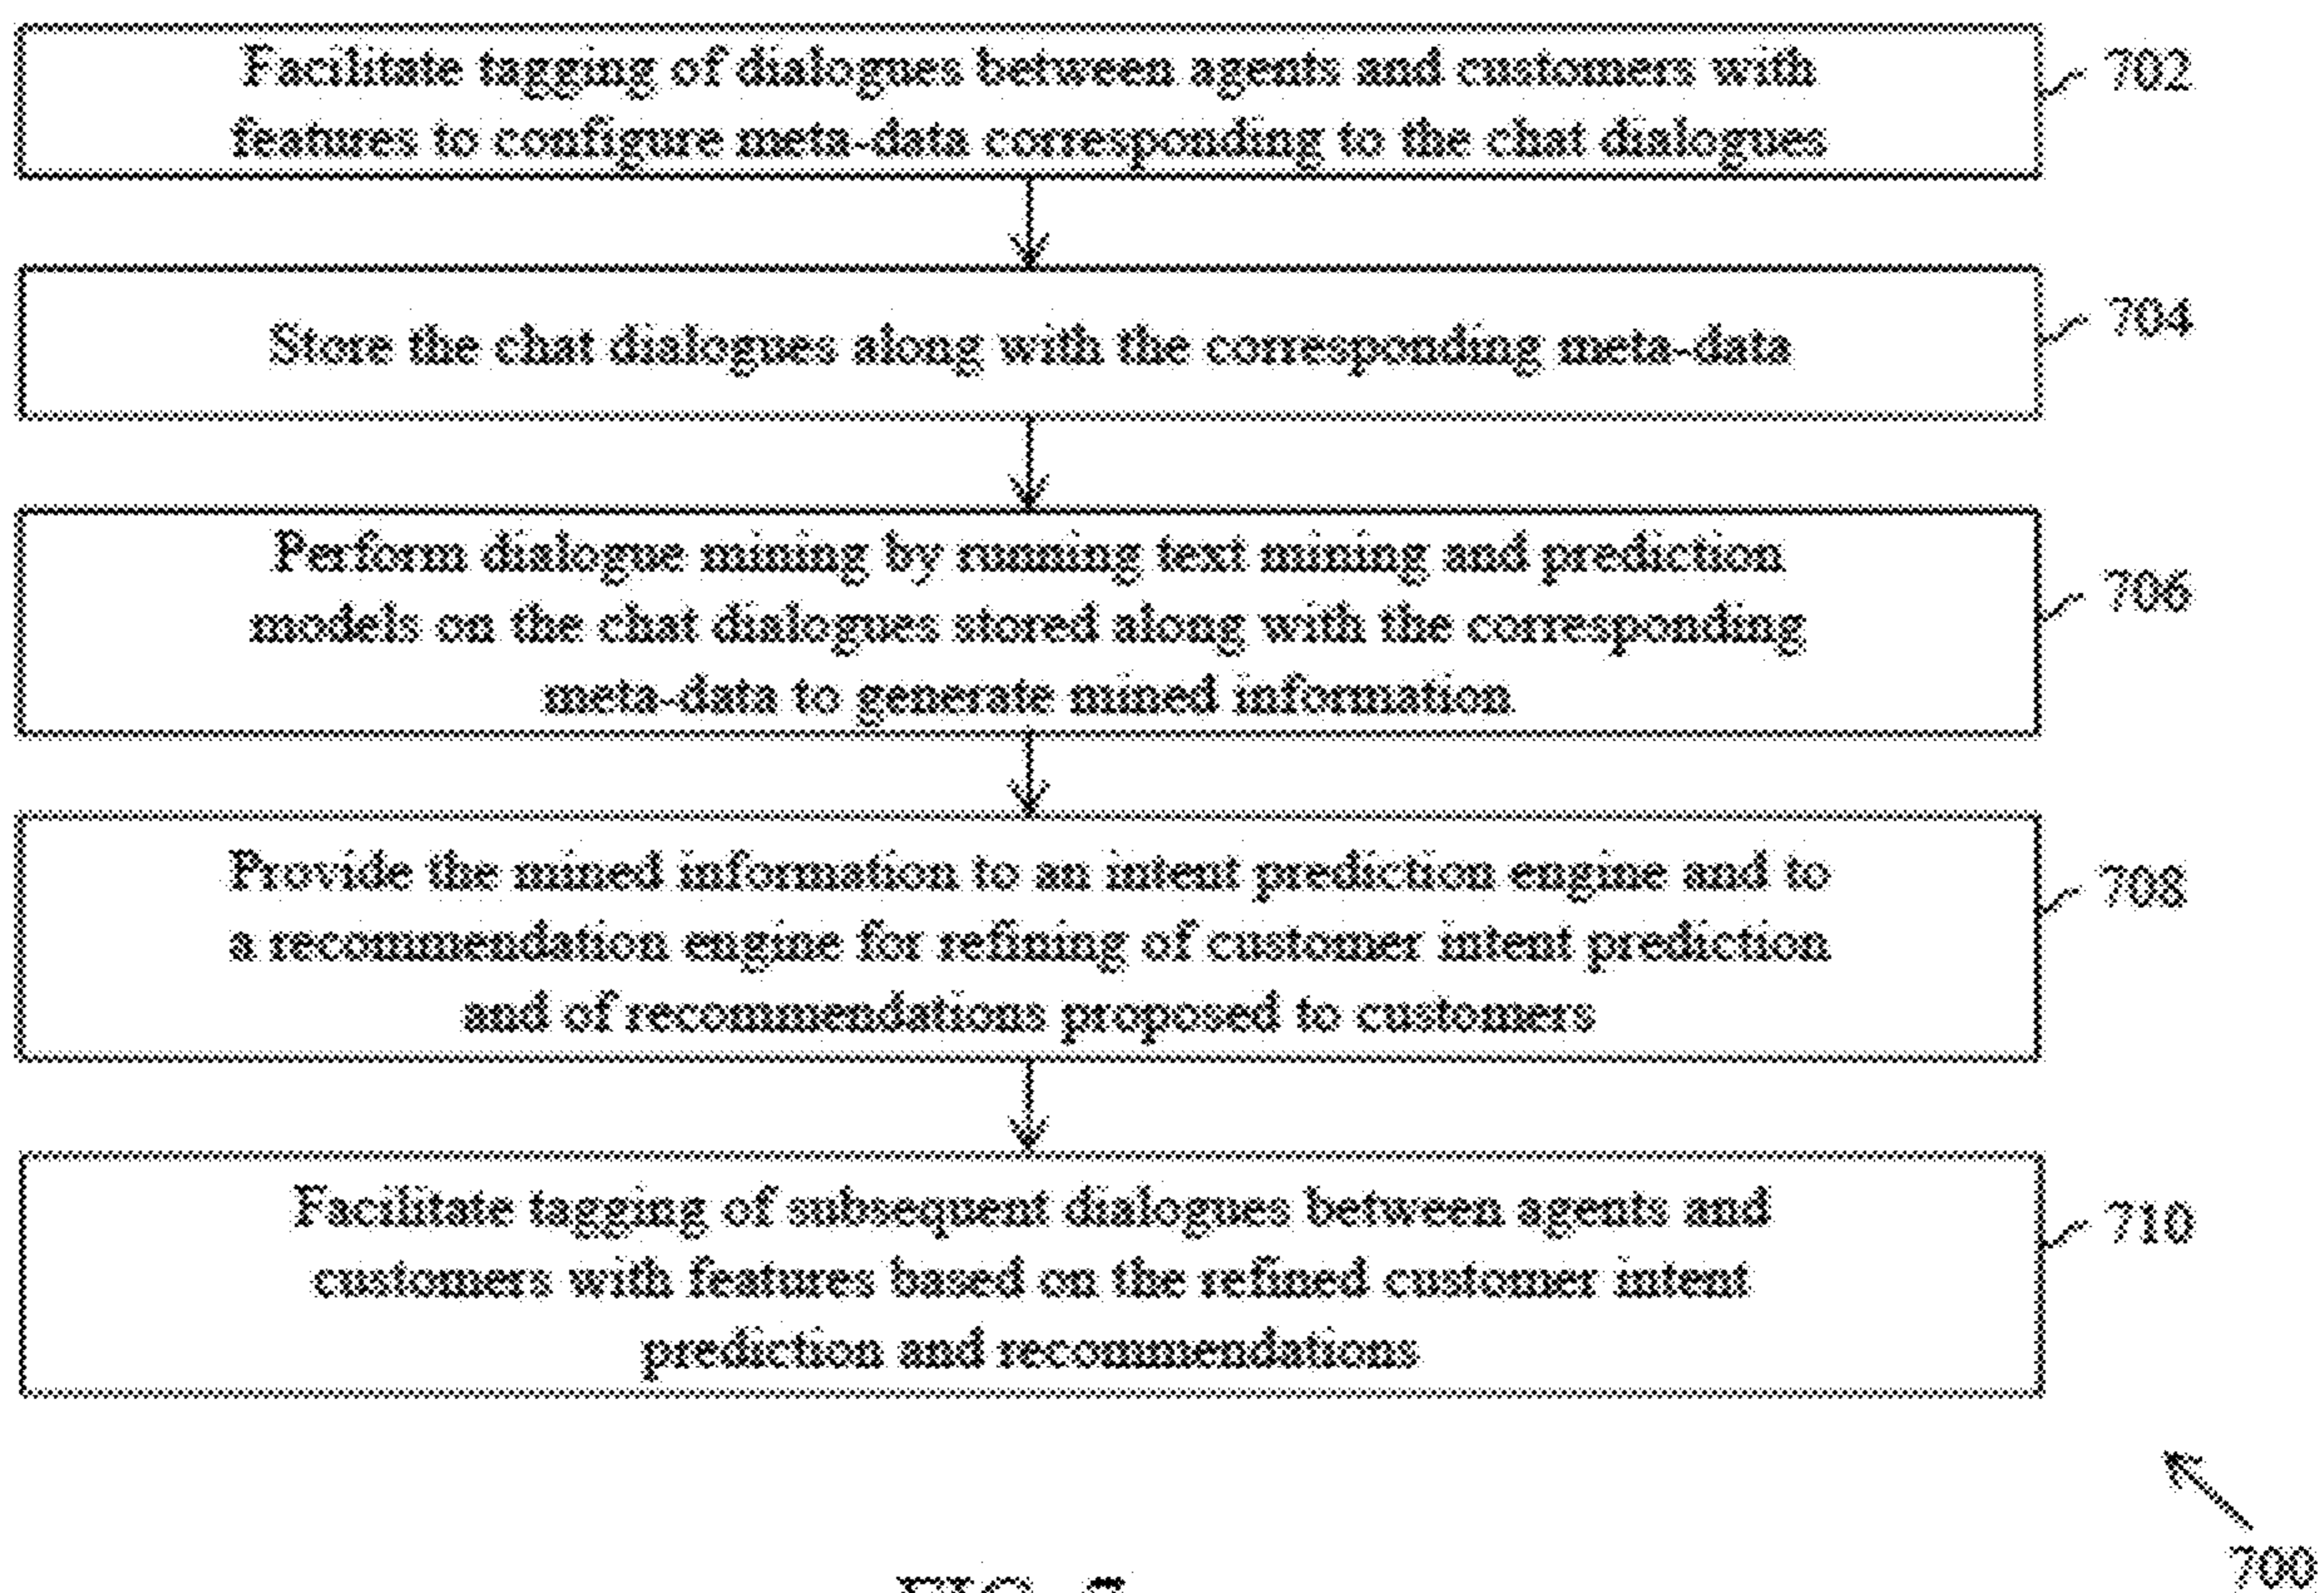 Facilitate tagging of dialogues between agents and customers with
features to configure meta-data corresponding to the chat dialogues
702
Store the chat dialogues along with the corresponding meta-data
704
Perform dialogue mining by running text mining and prediction
models on the chat dialogues stored along with the corresponding
meta-data to generate mined information
706
Provide the mined information to an intent prediction engine and to
a recommendation engine for refining of customer intent prediction
and of recommendations proposed to customers
708
Facilitate tagging of subsequent dialogues between agents and
customers with features based on the refined customer intent
prediction and recommendations
710
700